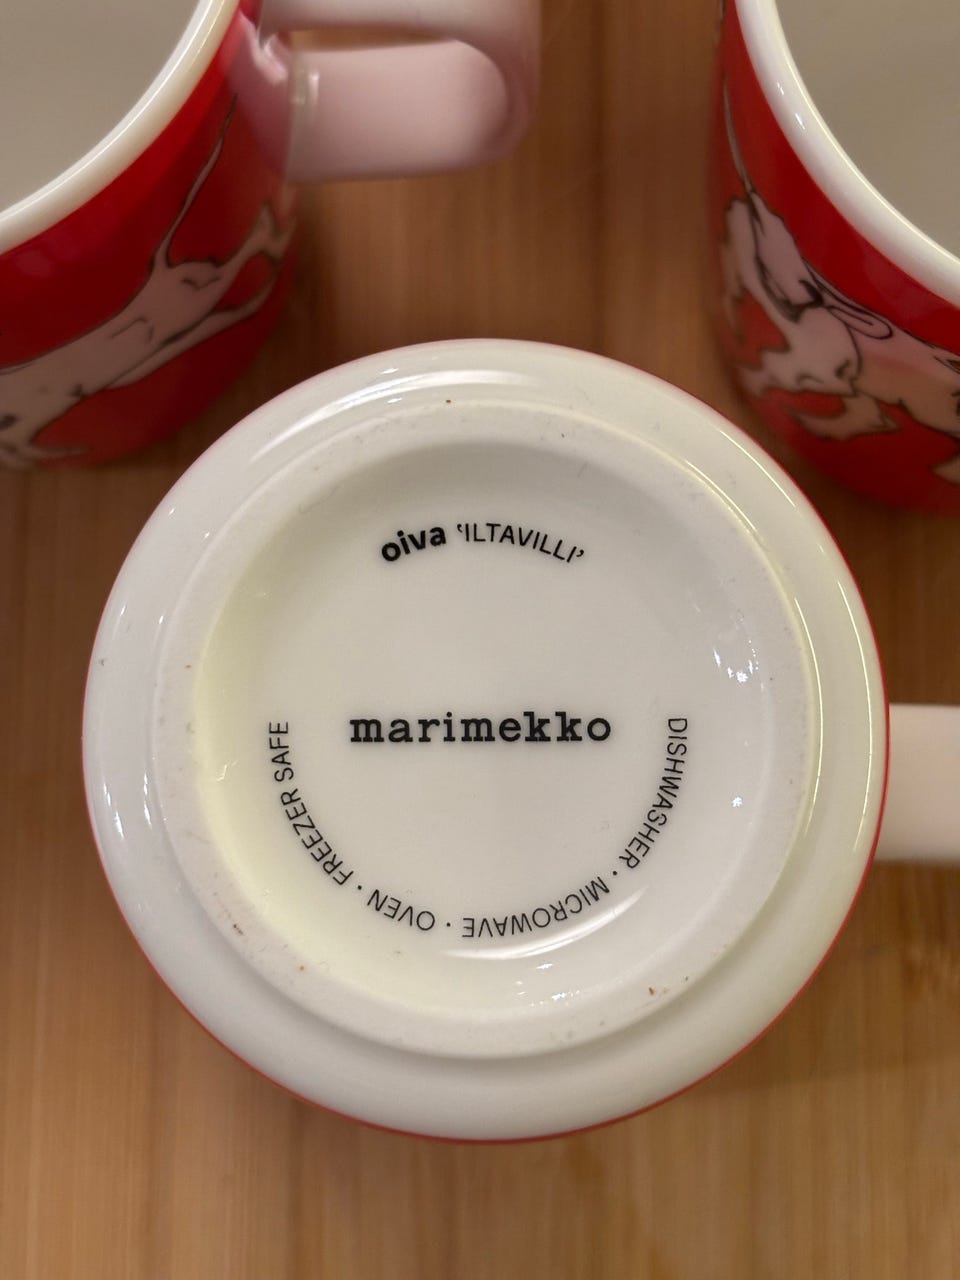 oiva ‘ILTAVILLI’
marimekko
DISHWASHER · MICROWAVE · OVEN · FREEZER SAFE